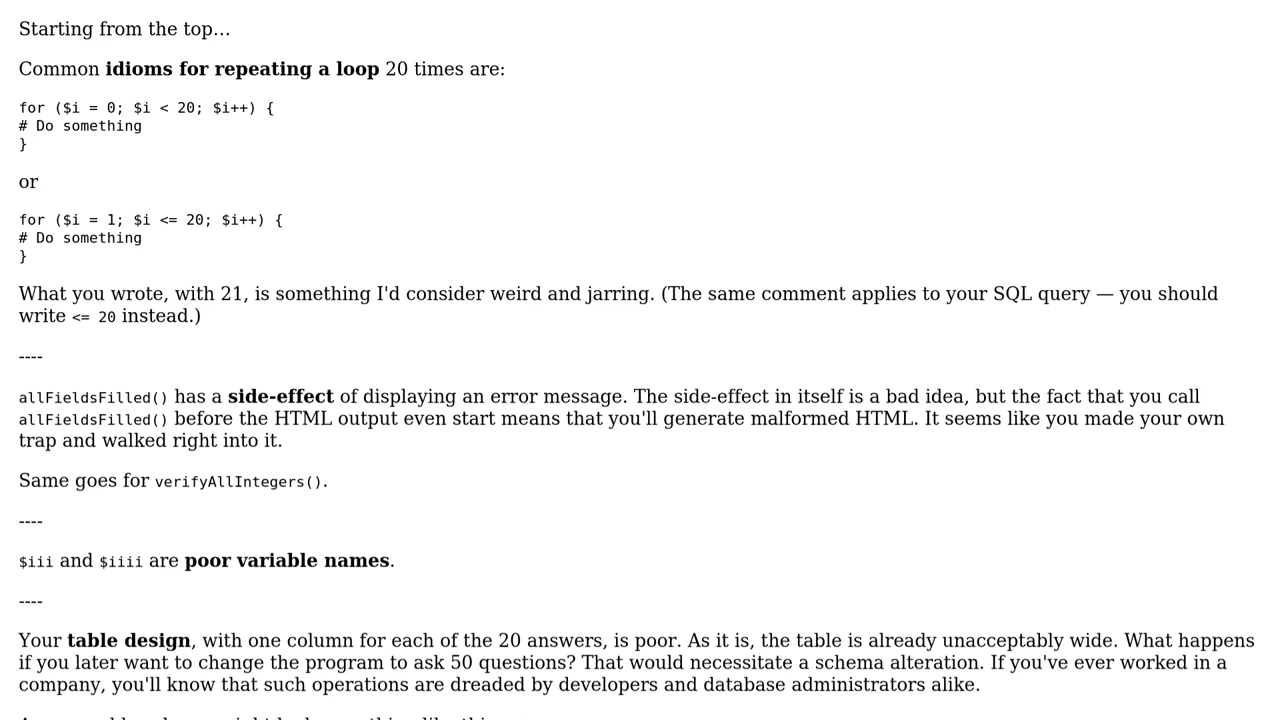 Starting from the top…
Common idioms for repeating a loop 20 times are:
for ($i = 0; $i < 20; $i++) {
# Do something
}
or
for ($i = 1; $i <= 20; $i++) {
# Do something
}
What you wrote, with 21, is something I'd consider weird and jarring. (The same comment applies to your SQL query — you should
write <= 20 instead.)
----
allFieldsFilled() has a side-effect of displaying an error message. The side-effect in itself is a bad idea, but the fact that you call
allFieldsFilled() before the HTML output even start means that you'll generate malformed HTML. It seems like you made your own
trap and walked right into it.
Same goes for verifyAllIntegers().
----
$iii and $iiii are poor variable names.
----
Your table design, with one column for each of the 20 answers, is poor. As it is, the table is already unacceptably wide. What happens
if you later want to change the program to ask 50 questions? That would necessitate a schema alteration. If you've ever worked in a
company, you'll know that such operations are dreaded by developers and database administrators alike.